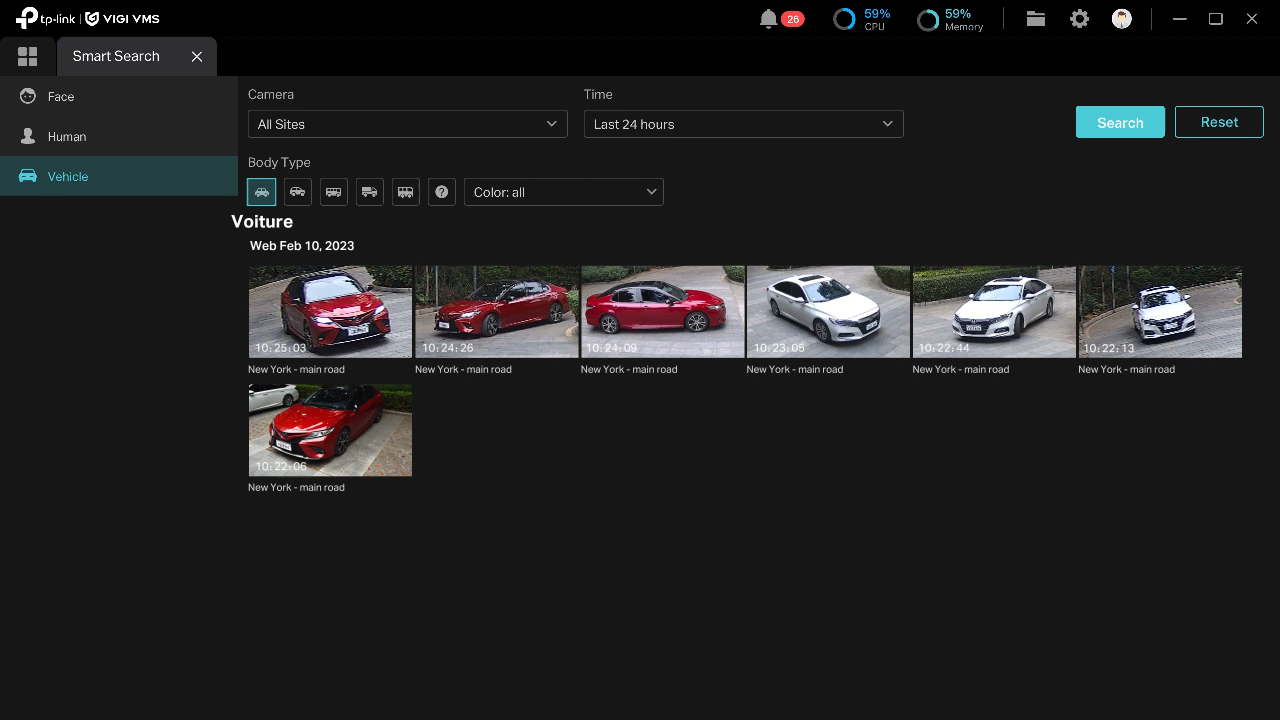 tp-link | VIGI VMS
26
59%
CPU
59%
Memory
Smart Search
Face
Human
Vehicle
Camera
Time
All Sites
Last 24 hours
Search
Reset
Body Type
Color: all
Voiture
Web Feb 10, 2023
10:25:03
10:24:26
10:24:09
10:23:05
10:22:44
10:22:13
New York - main road
New York - main road
New York - main road
New York - main road
New York - main road
New York - main road
10:22:06
New York - main road